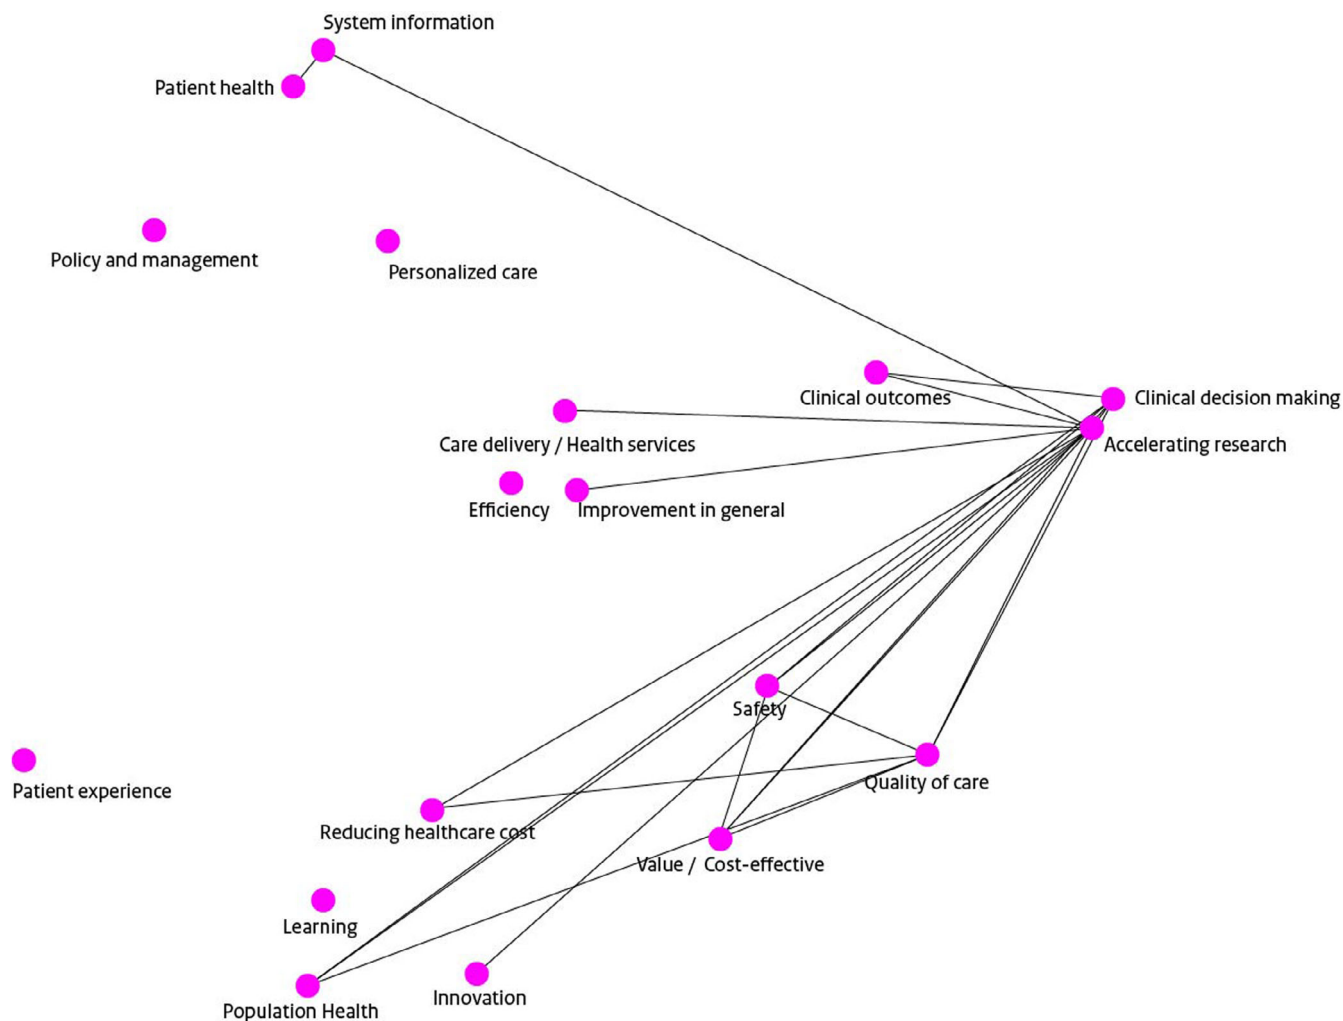 System information
Patient health
Policy and management
Personalized care
Clinical outcomes
Clinical decision making
Care delivery / Health services
Accelerating research
Efficiency
Improvement in general
Safety
Quality of care
Patient experience
Reducing healthcare cost
Value / Cost-effective
Learning
Innovation
Population Health